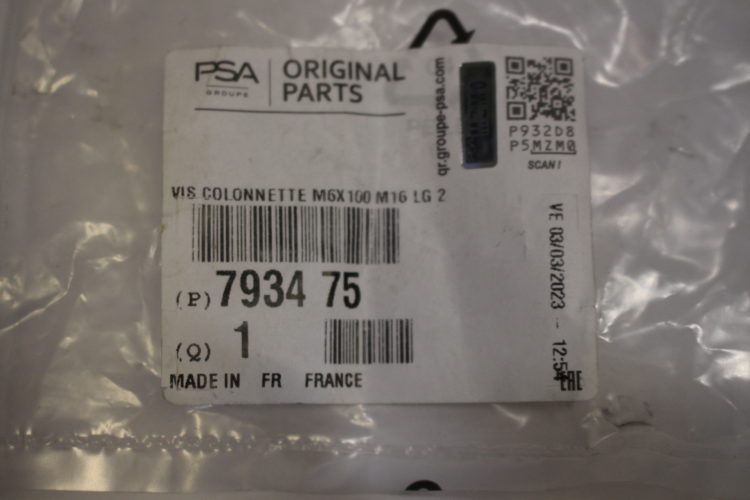 PSA
GROUPE
ORIGINAL
PARTS
qr.groupe-psa.com
P932D8
P5MZM0
SCAN!
VIS COLONNETTE M6X100 M16 LG 2
(P) 7934 75
(Q) 1
MADE IN FR FRANCE
VE 03/03/2023 - 12:54
EAC